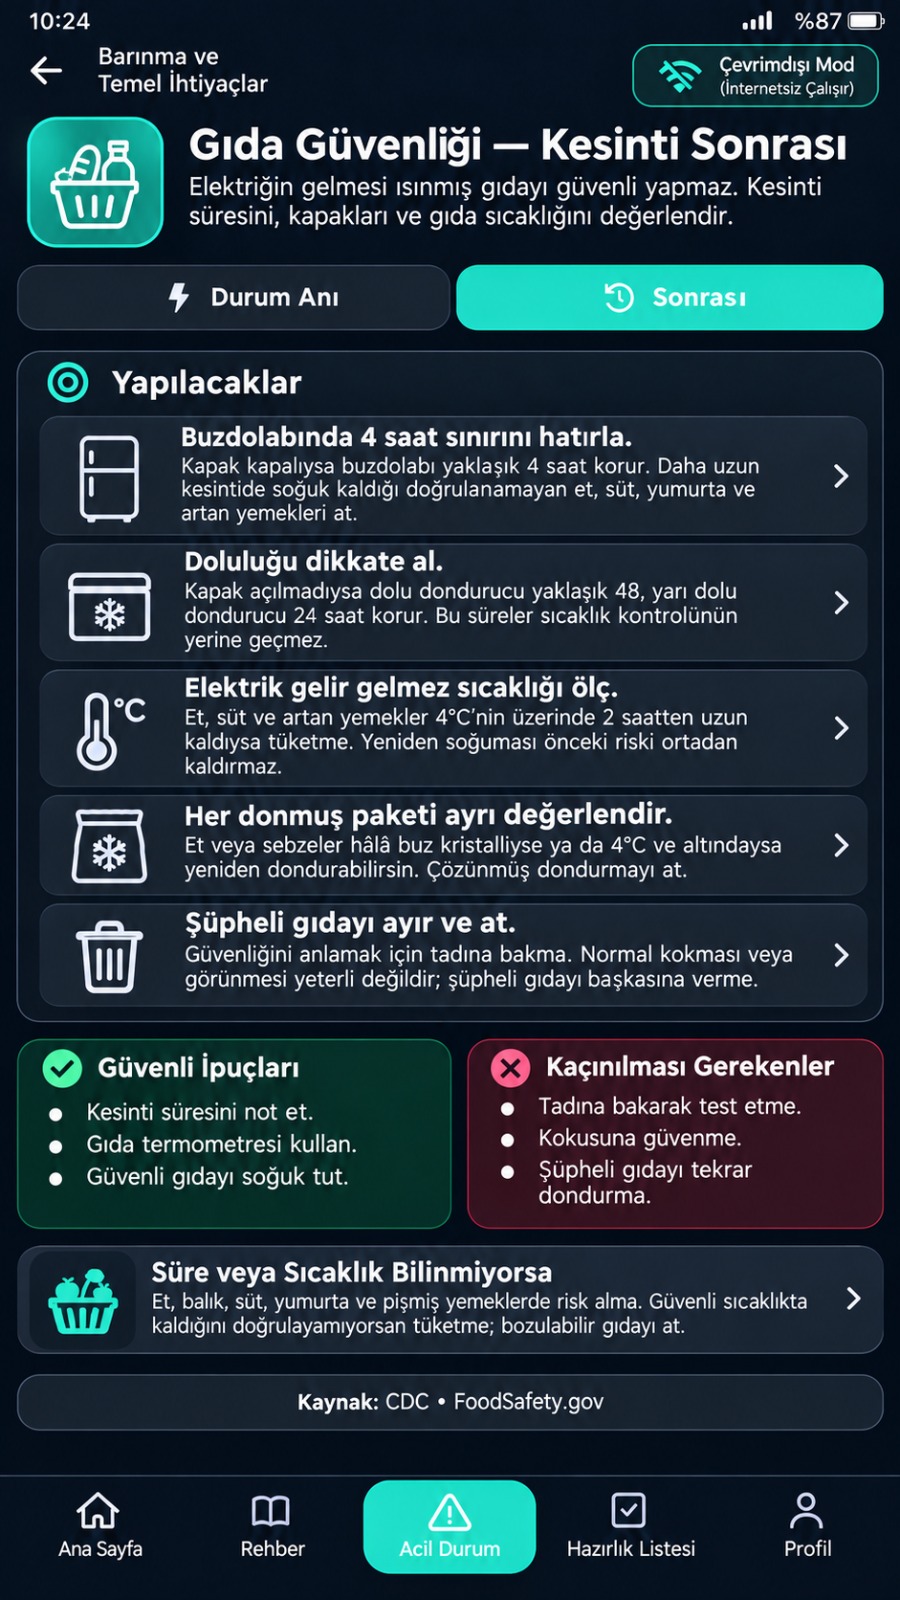 10:24
%87
Barınma ve
Temel İhtiyaçlar
Çevrimdışı Mod
(İnternetsiz Çalışır)
Gıda Güvenliği — Kesinti Sonrası
Elektriğin gelmesi ısınmış gıdayı güvenli yapmaz. Kesinti
süresini, kapakları ve gıda sıcaklığını değerlendir.
Durum Anı
Sonrası
Yapılacaklar
Buzdolabında 4 saat sınırını hatırla.
Kapak kapalıysa buzdolabı yaklaşık 4 saat korur. Daha uzun
kesintide soğuk kaldığı doğrulanamayan et, süt, yumurta ve
artan yemekleri at.
Doluluğu dikkate al.
Kapak açılmadıysa dolu dondurucu yaklaşık 48, yarı dolu
dondurucu 24 saat korur. Bu süreler sıcaklık kontrolünün
yerine geçmez.
°C
Elektrik gelir gelmez sıcaklığı ölç.
Et, süt ve artan yemekler 4°C'nin üzerinde 2 saatten uzun
kaldıysa tüketme. Yeniden soğuması önceki riski ortadan
kaldırmaz.
Her donmuş paketi ayrı değerlendir.
Et veya sebzeler hâlâ buz kristalliyse ya da 4°C ve altındaysa
yeniden dondurabilirsin. Çözünmüş dondurmayı at.
Şüpheli gıdayı ayır ve at.
Güvenliğini anlamak için tadına bakma. Normal kokması veya
görünmesi yeterli değildir; şüpheli gıdayı başkasına verme.
Güvenli İpuçları
Kesinti süresini not et.
Gıda termometresi kullan.
Güvenli gıdayı soğuk tut.
Kaçınılması Gerekenler
Tadına bakarak test etme.
Kokusuna güvenme.
Şüpheli gıdayı tekrar
dondurma.
Süre veya Sıcaklık Bilinmiyorsa
Et, balık, süt, yumurta ve pişmiş yemeklerde risk alma. Güvenli sıcaklıkta
kaldığını doğrulayamıyorsan tüketme; bozulabilir gıdayı at.
Kaynak: CDC • FoodSafety.gov
Ana Sayfa
Rehber
Acil Durum
Hazırlık Listesi
Profil